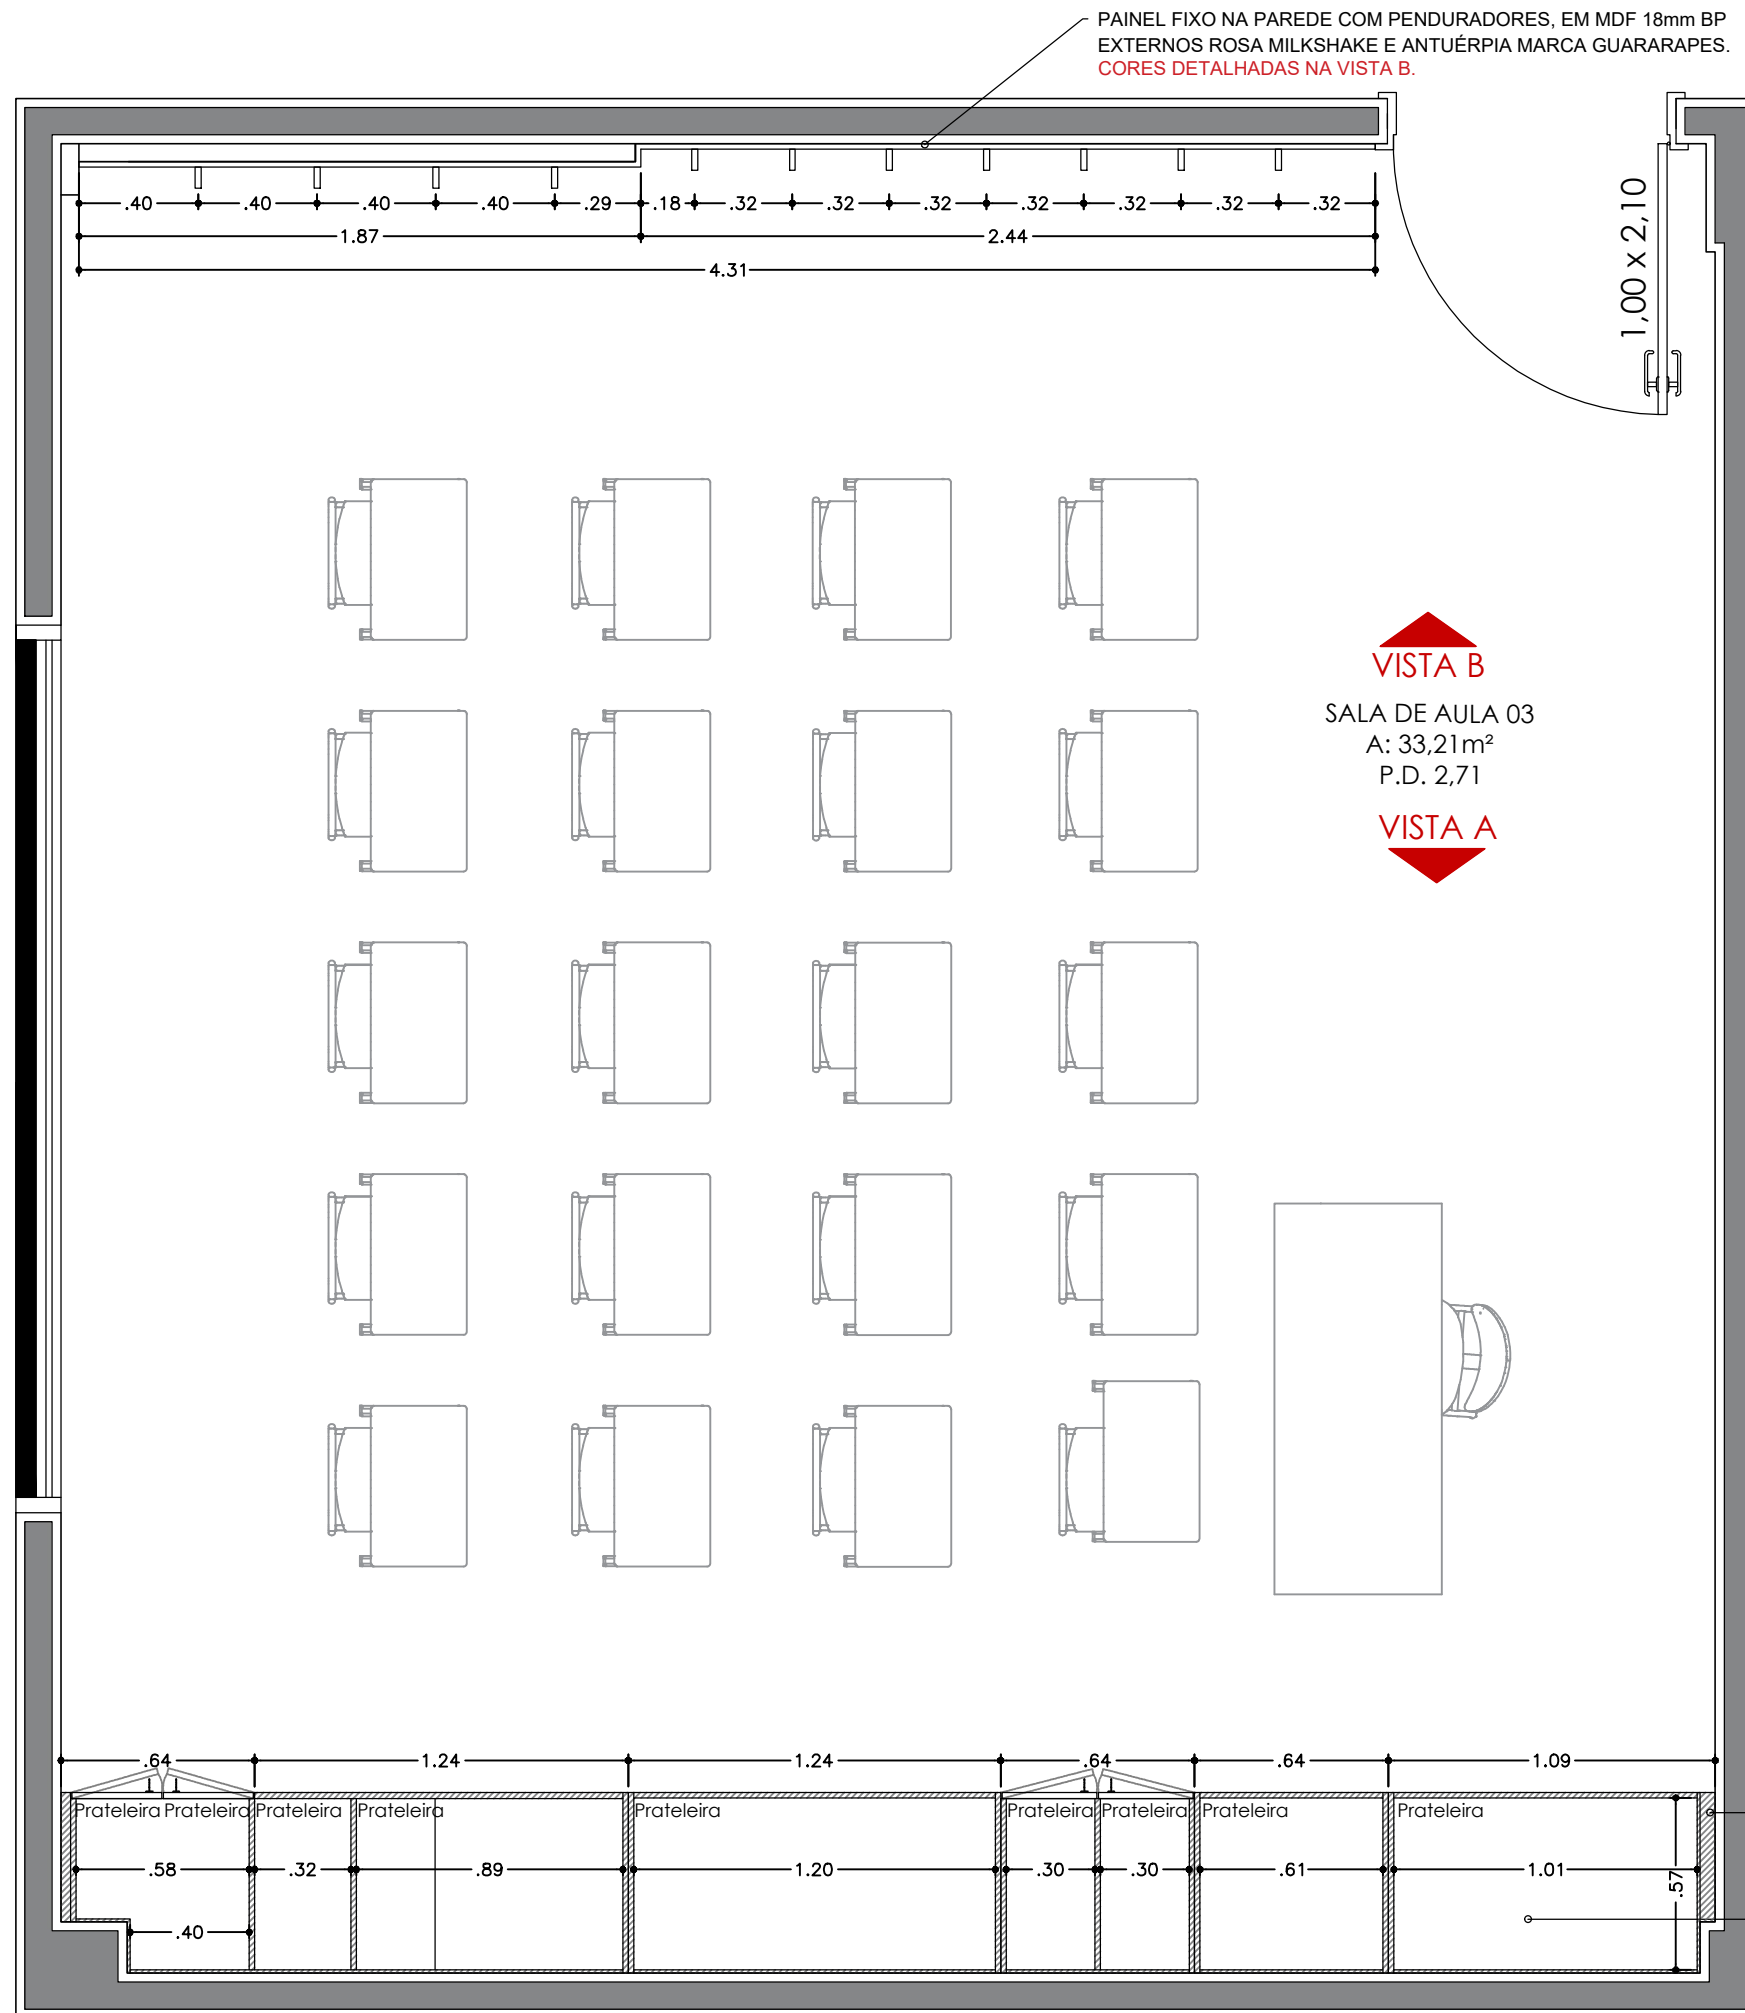 PAINEL FIXO NA PAREDE COM PENDURADORES, EM MDF 18mm BP
EXTERNOS ROSA MILKSHAKE E ANTUÉRPIA MARCA GUARARAPES.
CORES DETALHADAS NA VISTA B.
.40 .40 .40 .40 .29 .18 .32 .32 .32 .32 .32 .32 .32
1.87 2.44
4.31
1,00 x 2,10
VISTA B
SALA DE AULA 03
A: 33,21m²
P.D. 2,71
VISTA A
.64 1.24 1.24 .64 .64 1.09
Prateleira Prateleira Prateleira Prateleira Prateleira Prateleira Prateleira Prateleira Prateleira
.58 .32 .89 1.20 .30 .30 .61 1.01
.57
.40